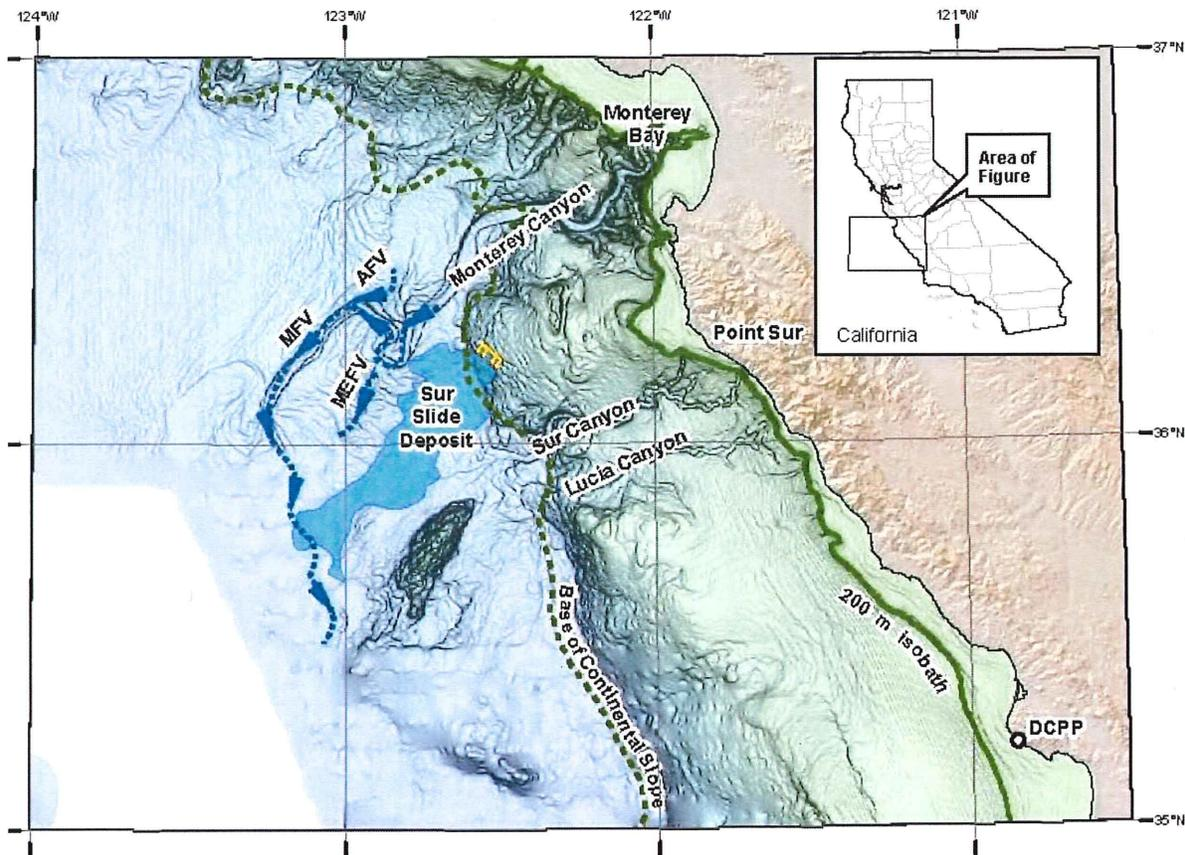 124°W
123°W
122°W
121°W
37°N
Monterey
Bay
Area of
Figure
Monterey Canyon
AFV
MFV
MEFV
Point Sur
California
Sur
Slide
Deposit
Sur Canyon
36°N
Lucia Canyon
200 m isobath
Base of Continental Slope
DCPP
35°N